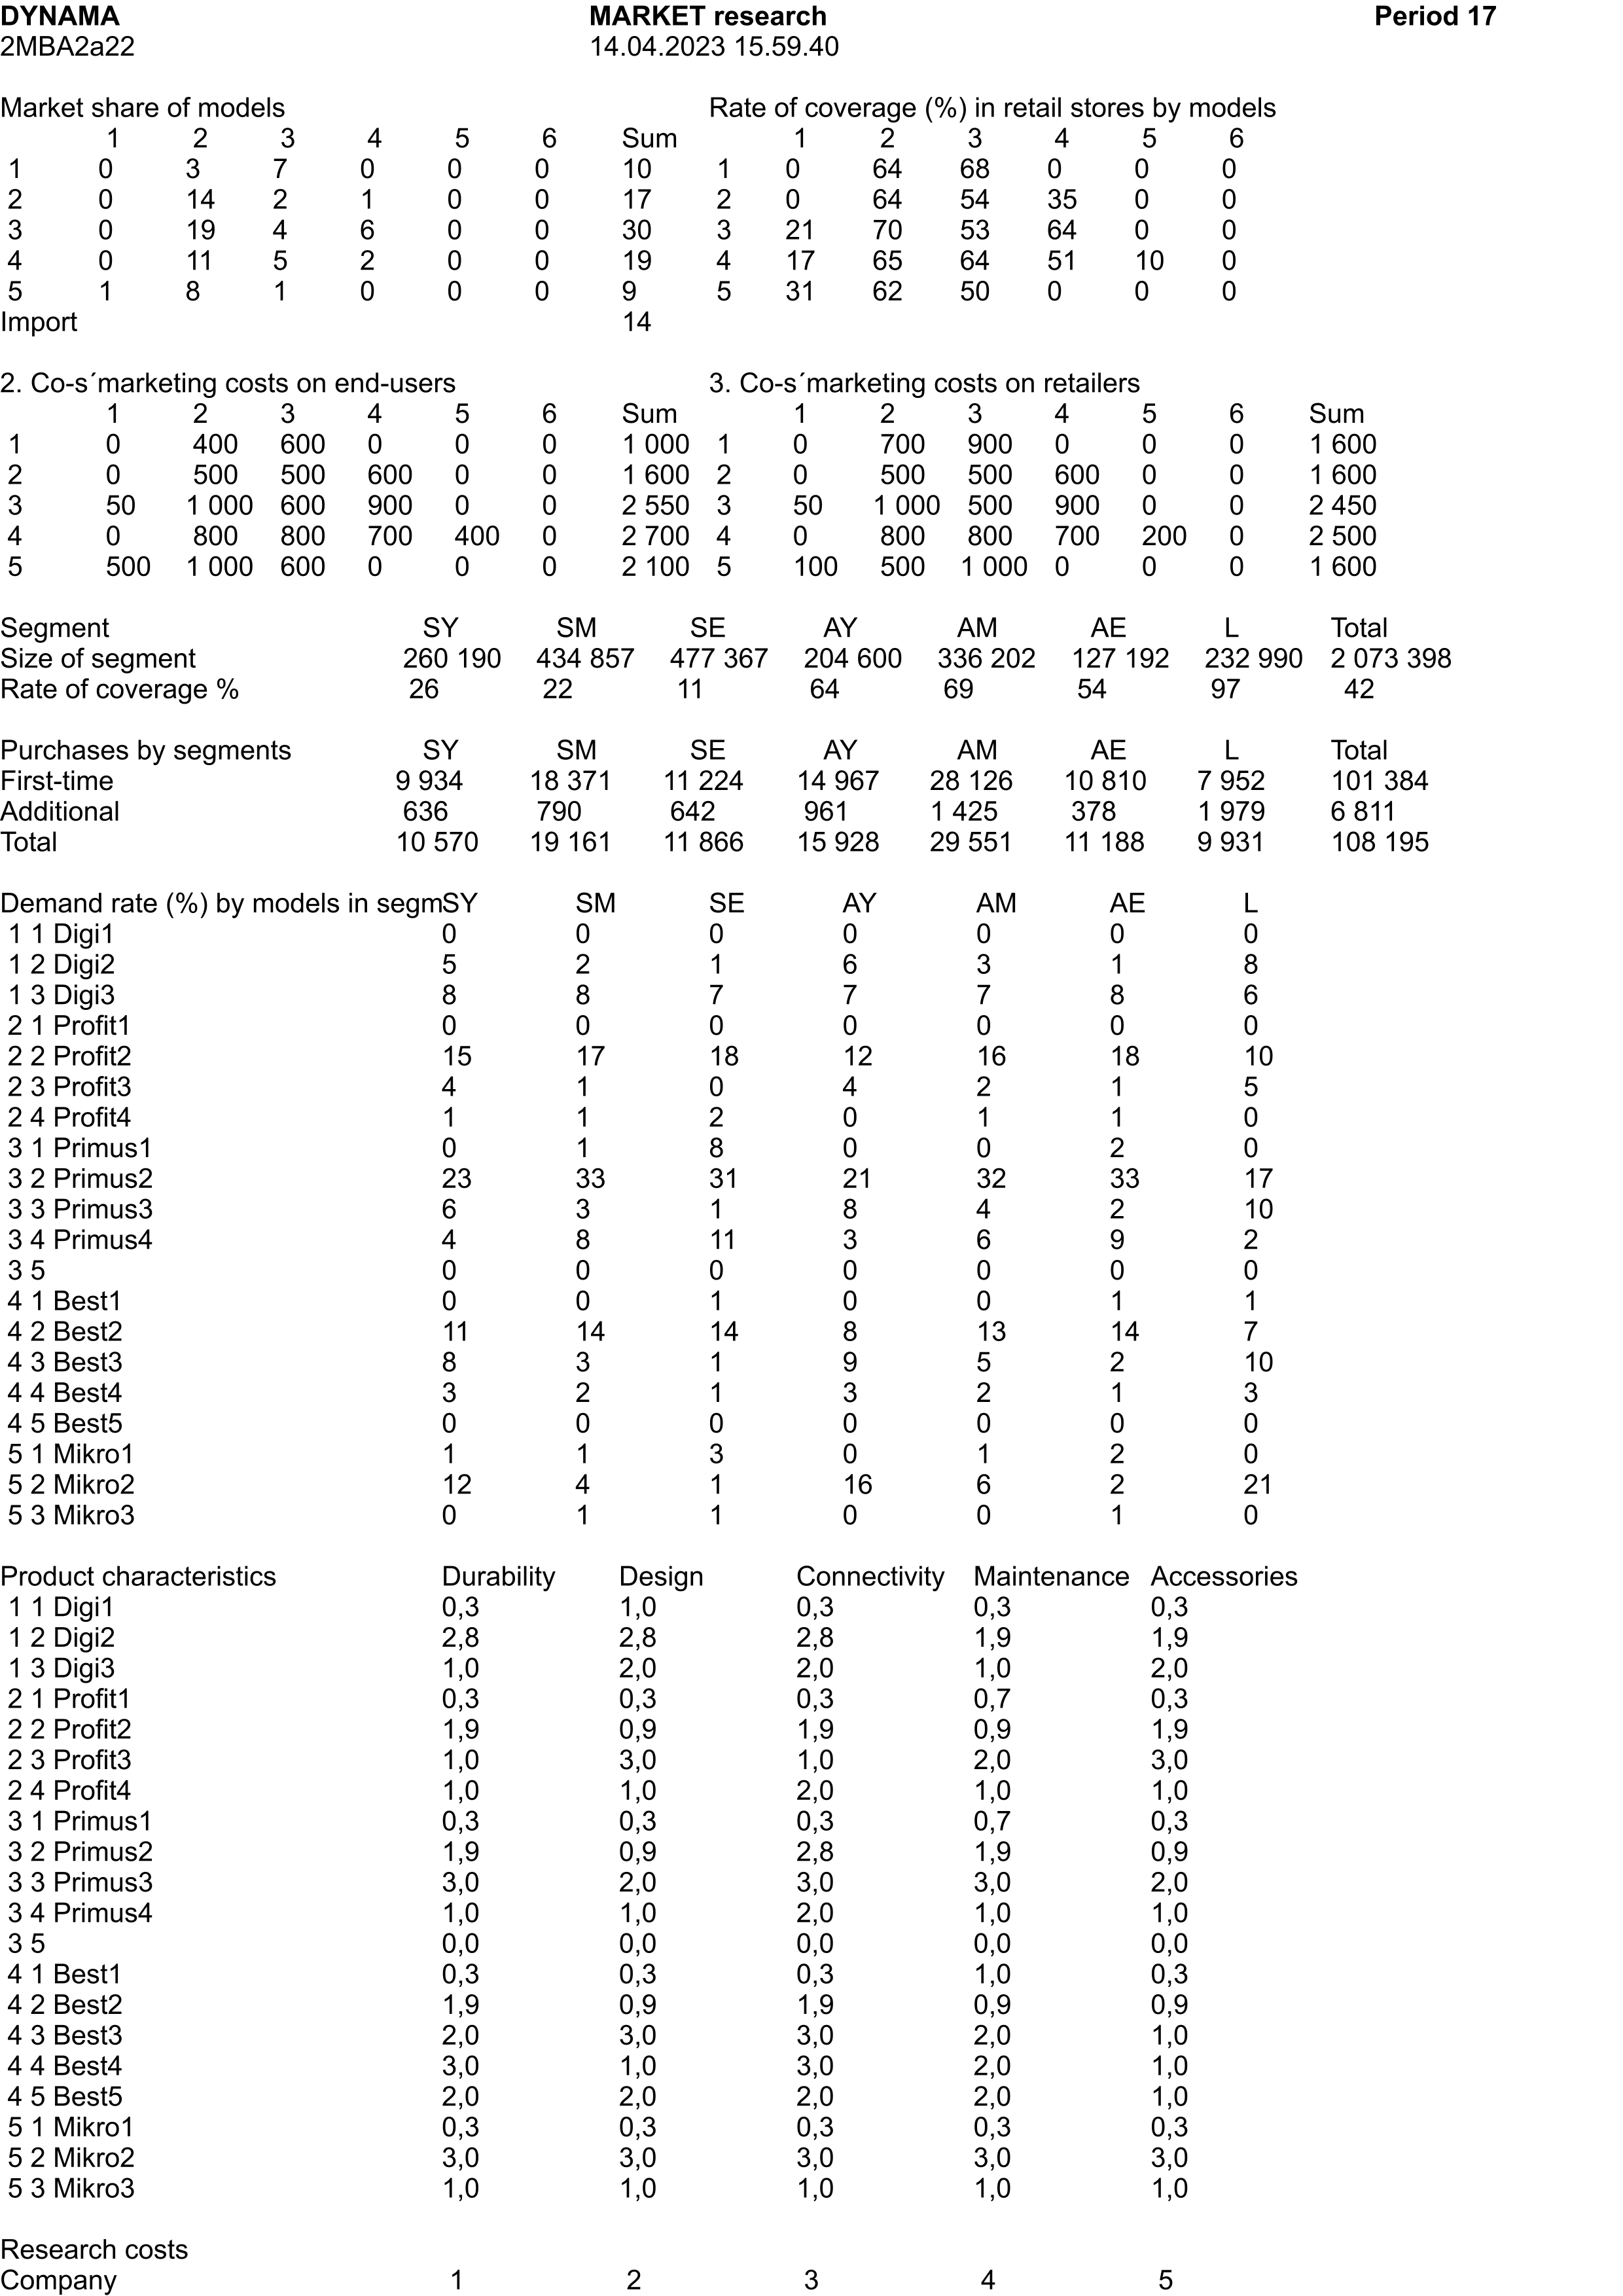 DYNAMA MARKET research Period 17
2MBA2a22 14.04.2023 15.59.40
Market share of models Rate of coverage (%) in retail stores by models
1 2 3 4 5 6 Sum 1 2 3 4 5 6
1 0 3 7 0 0 0 10 1 0 64 68 0 0 0
2 0 14 2 1 0 0 17 2 0 64 54 35 0 0
3 0 19 4 6 0 0 30 3 21 70 53 64 0 0
4 0 11 5 2 0 0 19 4 17 65 64 51 10 0
5 1 8 1 0 0 0 9 5 31 62 50 0 0 0
Import 14
2. Co-s´marketing costs on end-users 3. Co-s´marketing costs on retailers
1 2 3 4 5 6 Sum 1 2 3 4 5 6 Sum
1 0 400 600 0 0 0 1 000 1 0 700 900 0 0 0 1 600
2 0 500 500 600 0 0 1 600 2 0 500 500 600 0 0 1 600
3 50 1 000 600 900 0 0 2 550 3 50 1 000 500 900 0 0 2 450
4 0 800 800 700 400 0 2 700 4 0 800 800 700 200 0 2 500
5 500 1 000 600 0 0 0 2 100 5 100 500 1 000 0 0 0 1 600
Segment SY SM SE AY AM AE L Total
Size of segment 260 190 434 857 477 367 204 600 336 202 127 192 232 990 2 073 398
Rate of coverage % 26 22 11 64 69 54 97 42
Purchases by segments SY SM SE AY AM AE L Total
First-time 9 934 18 371 11 224 14 967 28 126 10 810 7 952 101 384
Additional 636 790 642 961 1 425 378 1 979 6 811
Total 10 570 19 161 11 866 15 928 29 551 11 188 9 931 108 195
Demand rate (%) by models in segmSY SM SE AY AM AE L
1 1 Digi1 0 0 0 0 0 0 0
1 2 Digi2 5 2 1 6 3 1 8
1 3 Digi3 8 8 7 7 7 8 6
2 1 Profit1 0 0 0 0 0 0 0
2 2 Profit2 15 17 18 12 16 18 10
2 3 Profit3 4 1 0 4 2 1 5
2 4 Profit4 1 1 2 0 1 1 0
3 1 Primus1 0 1 8 0 0 2 0
3 2 Primus2 23 33 31 21 32 33 17
3 3 Primus3 6 3 1 8 4 2 10
3 4 Primus4 4 8 11 3 6 9 2
3 5 0 0 0 0 0 0 0
4 1 Best1 0 0 1 0 0 1 1
4 2 Best2 11 14 14 8 13 14 7
4 3 Best3 8 3 1 9 5 2 10
4 4 Best4 3 2 1 3 2 1 3
4 5 Best5 0 0 0 0 0 0 0
5 1 Mikro1 1 1 3 0 1 2 0
5 2 Mikro2 12 4 1 16 6 2 21
5 3 Mikro3 0 1 1 0 0 1 0
Product characteristics Durability Design Connectivity Maintenance Accessories
1 1 Digi1 0,3 1,0 0,3 0,3 0,3
1 2 Digi2 2,8 2,8 2,8 1,9 1,9
1 3 Digi3 1,0 2,0 2,0 1,0 2,0
2 1 Profit1 0,3 0,3 0,3 0,7 0,3
2 2 Profit2 1,9 0,9 1,9 0,9 1,9
2 3 Profit3 1,0 3,0 1,0 2,0 3,0
2 4 Profit4 1,0 1,0 2,0 1,0 1,0
3 1 Primus1 0,3 0,3 0,3 0,7 0,3
3 2 Primus2 1,9 0,9 2,8 1,9 0,9
3 3 Primus3 3,0 2,0 3,0 3,0 2,0
3 4 Primus4 1,0 1,0 2,0 1,0 1,0
3 5 0,0 0,0 0,0 0,0 0,0
4 1 Best1 0,3 0,3 0,3 1,0 0,3
4 2 Best2 1,9 0,9 1,9 0,9 0,9
4 3 Best3 2,0 3,0 3,0 2,0 1,0
4 4 Best4 3,0 1,0 3,0 2,0 1,0
4 5 Best5 2,0 2,0 2,0 2,0 1,0
5 1 Mikro1 0,3 0,3 0,3 0,3 0,3
5 2 Mikro2 3,0 3,0 3,0 3,0 3,0
5 3 Mikro3 1,0 1,0 1,0 1,0 1,0
Research costs
Company 1 2 3 4 5